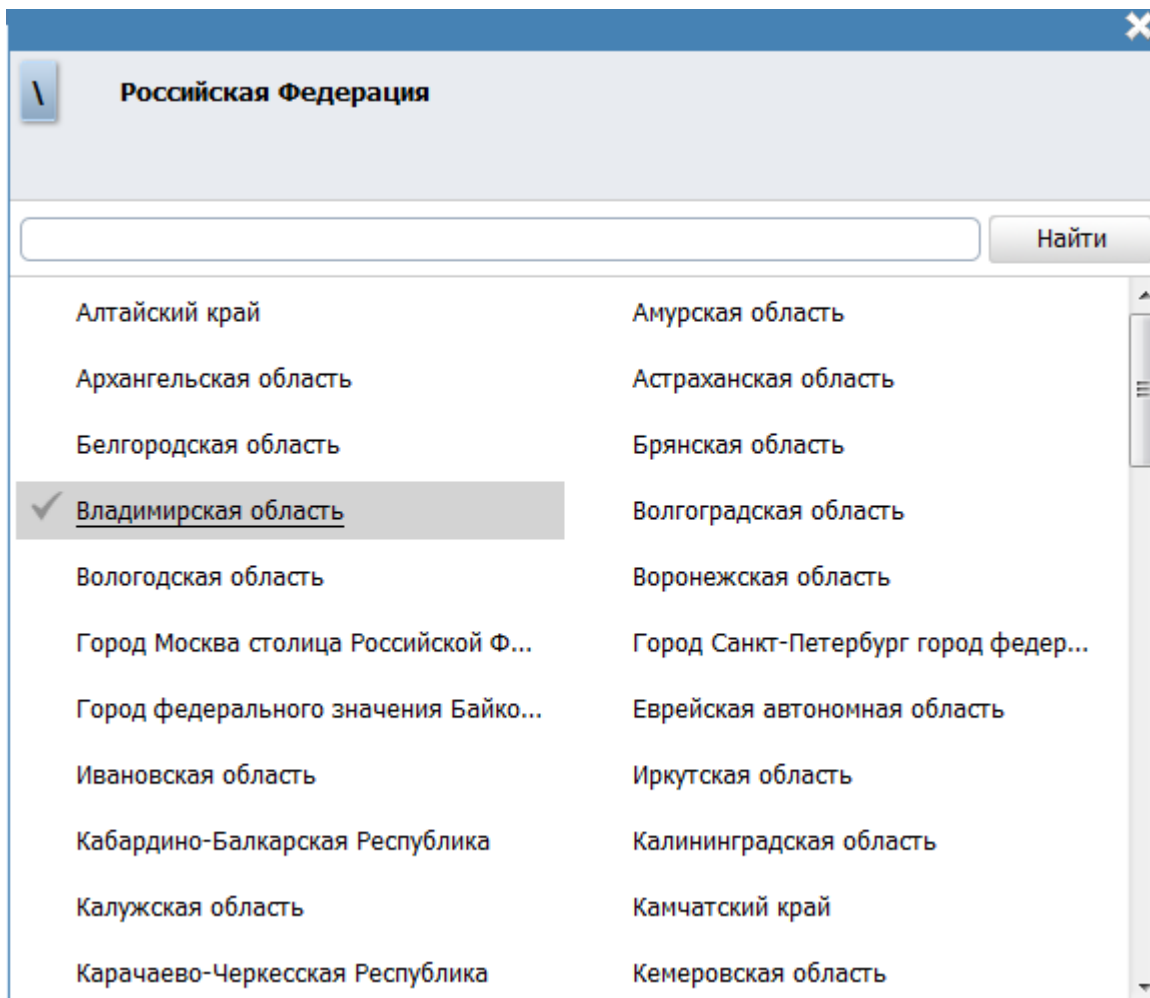 \ Российская Федерация
Найти
Алтайский край Амурская область
Архангельская область Астраханская область
Белгородская область Брянская область
Владимирская область Волгоградская область
Вологодская область Воронежская область
Город Москва столица Российской Ф... Город Санкт-Петербург город федер...
Город федерального значения Байко... Еврейская автономная область
Ивановская область Иркутская область
Кабардино-Балкарская Республика Калининградская область
Калужская область Камчатский край
Карачаево-Черкесская Республика Кемеровская область